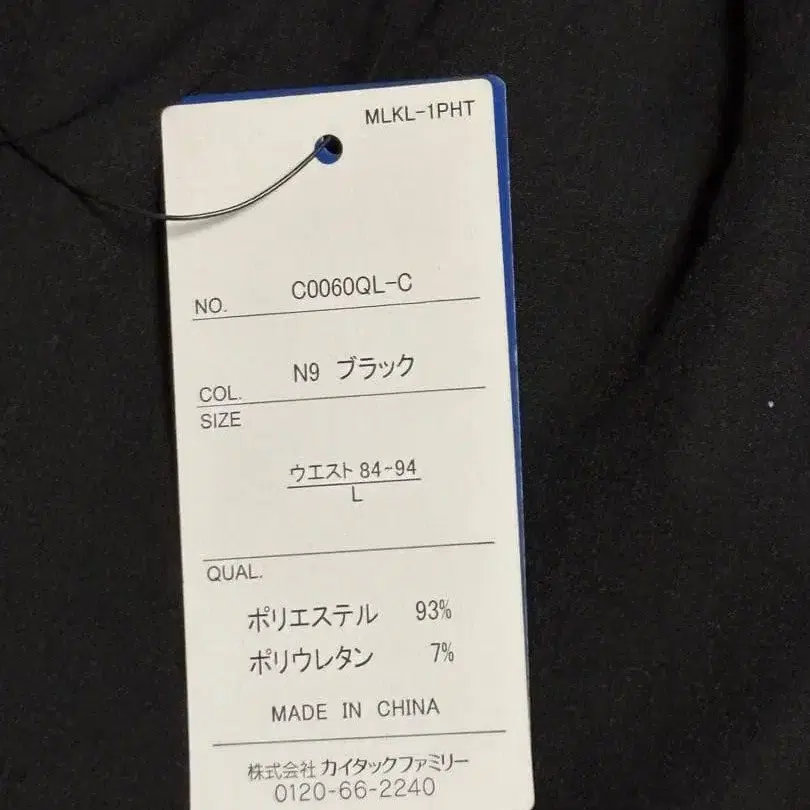 MLKL-1PHT
NO. C0060QL-C
COL. N9 ブラック
SIZE
ウエスト 84-94
L
QUAL.
ポリエステル 93%
ポリウレタン 7%
MADE IN CHINA
株式会社 カイタックファミリー
0120-66-2240